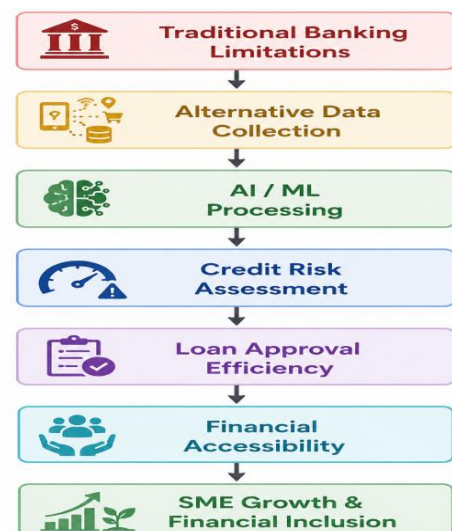 Traditional Banking
Limitations
Alternative Data
Collection
AI / ML
Processing
Credit Risk
Assessment
Loan Approval
Efficiency
Financial
Accessibility
SME Growth &
Financial Inclusion